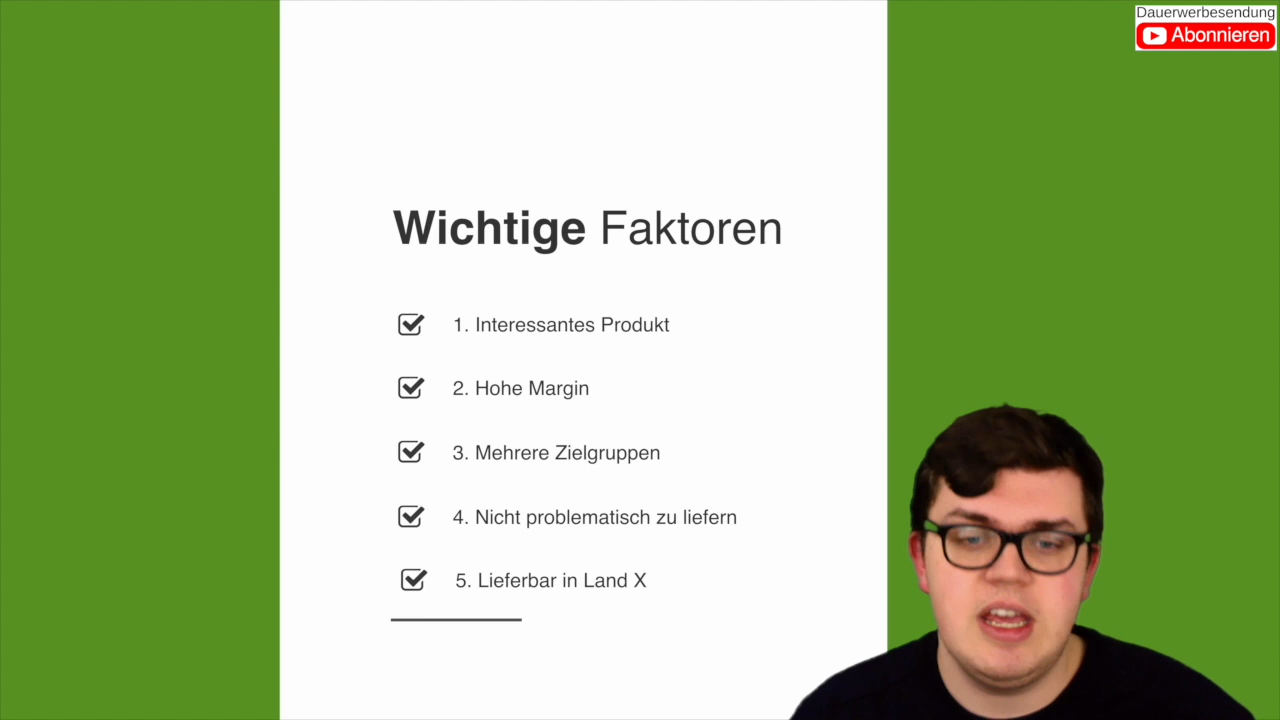 Dauerwerbesendung
Abonnieren
Wichtige Faktoren
1. Interessantes Produkt
2. Hohe Margin
3. Mehrere Zielgruppen
4. Nicht problematisch zu liefern
5. Lieferbar in Land X